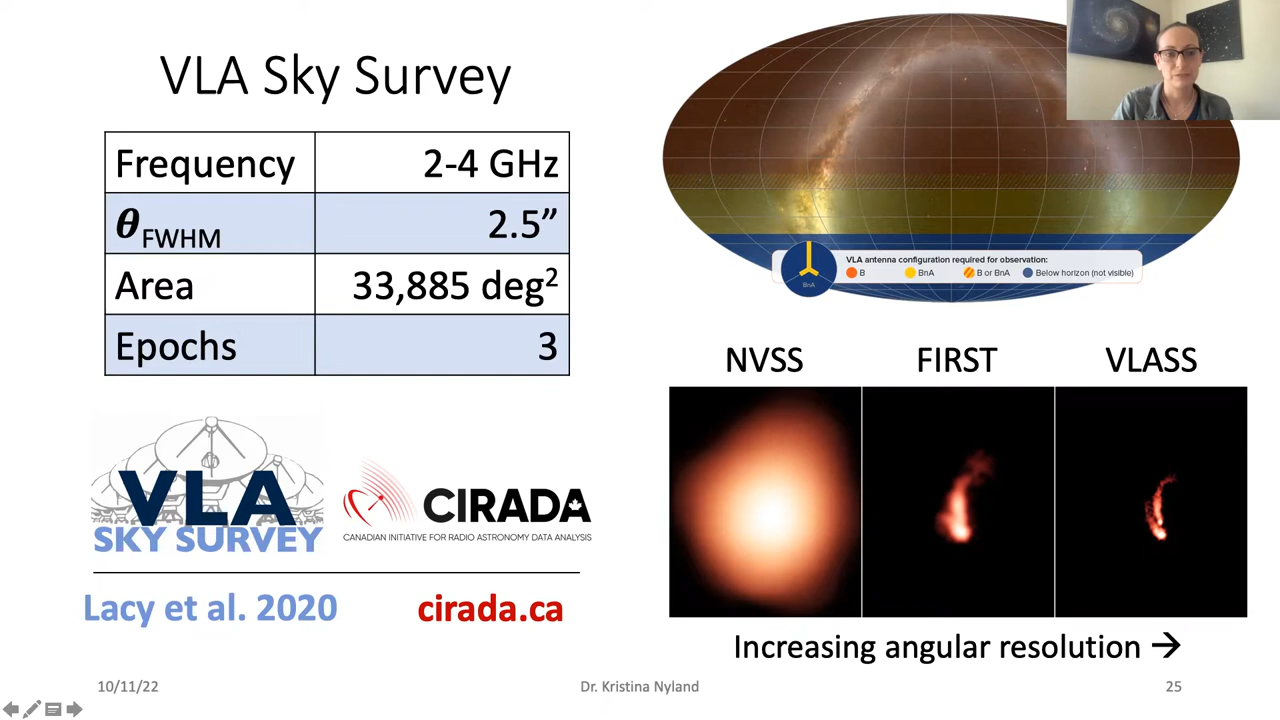 VLA Sky Survey
Frequency 2-4 GHz
θFWHM 2.5”
Area 33,885 deg2
Epochs 3
VLA
SKY SURVEY
CIRADA
CANADIAN INITIATIVE FOR RADIO ASTRONOMY DATA ANALYSIS
Lacy et al. 2020
cirada.ca
BnA
VLA antenna configuration required for observation:
B BnA B or BnA Below horizon (not visible)
NVSS FIRST VLASS
Increasing angular resolution →
10/11/22 Dr. Kristina Nyland 25